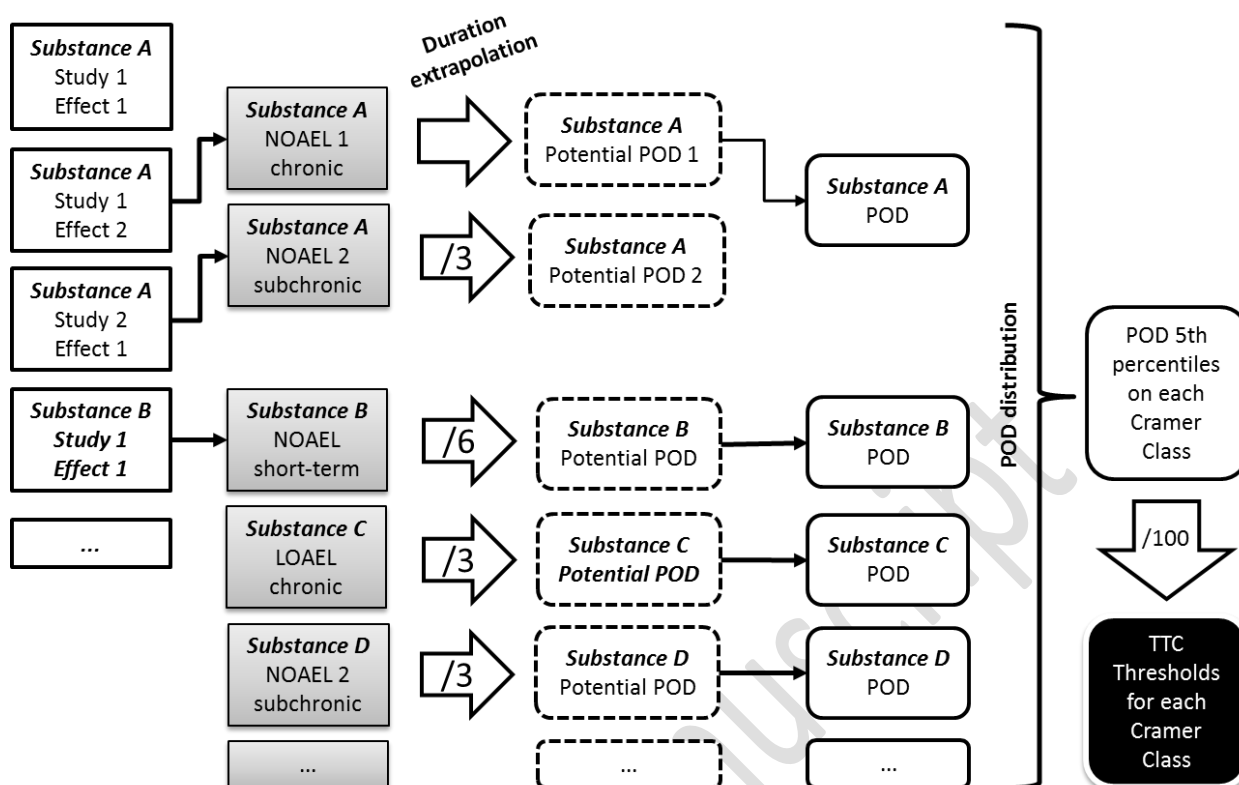 Substance A
Study 1
Effect 1
Substance A
Study 1
Effect 2
Substance A
Study 2
Effect 1
Substance B
Study 1
Effect 1
...
Substance A
NOAEL 1
chronic
Substance A
NOAEL 2
subchronic
Substance B
NOAEL
short-term
Substance C
LOAEL
chronic
Substance D
NOAEL 2
subchronic
...
Duration
extrapolation
/3
/6
/3
/3
Substance A
Potential POD 1
Substance A
Potential POD 2
Substance B
Potential POD
Substance C
Potential POD
Substance D
Potential POD
...
Substance A
POD
Substance B
POD
Substance C
POD
Substance D
POD
...
POD distribution
POD 5th
percentiles
on each
Cramer
Class
/100
TTC
Thresholds
for each
Cramer
Class